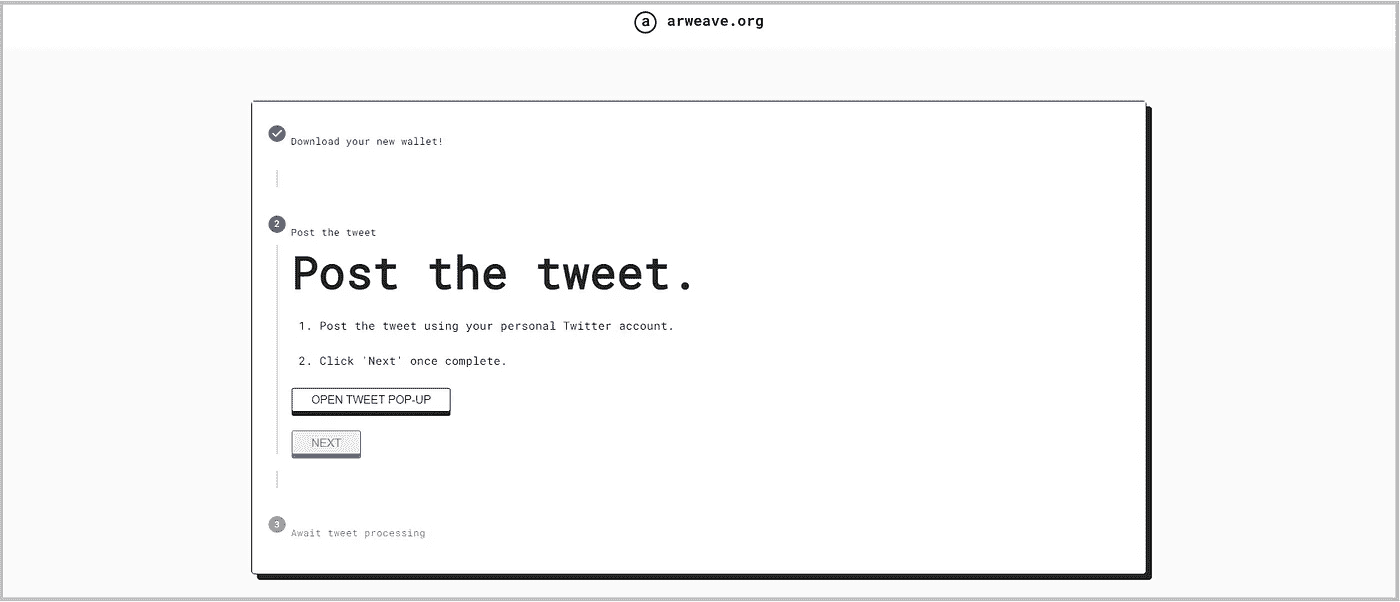 a arweave.org
Download your new wallet!
2
Post the tweet
Post the tweet.
1. Post the tweet using your personal Twitter account.
2. Click 'Next' once complete.
OPEN TWEET POP-UP
NEXT
3
Await tweet processing